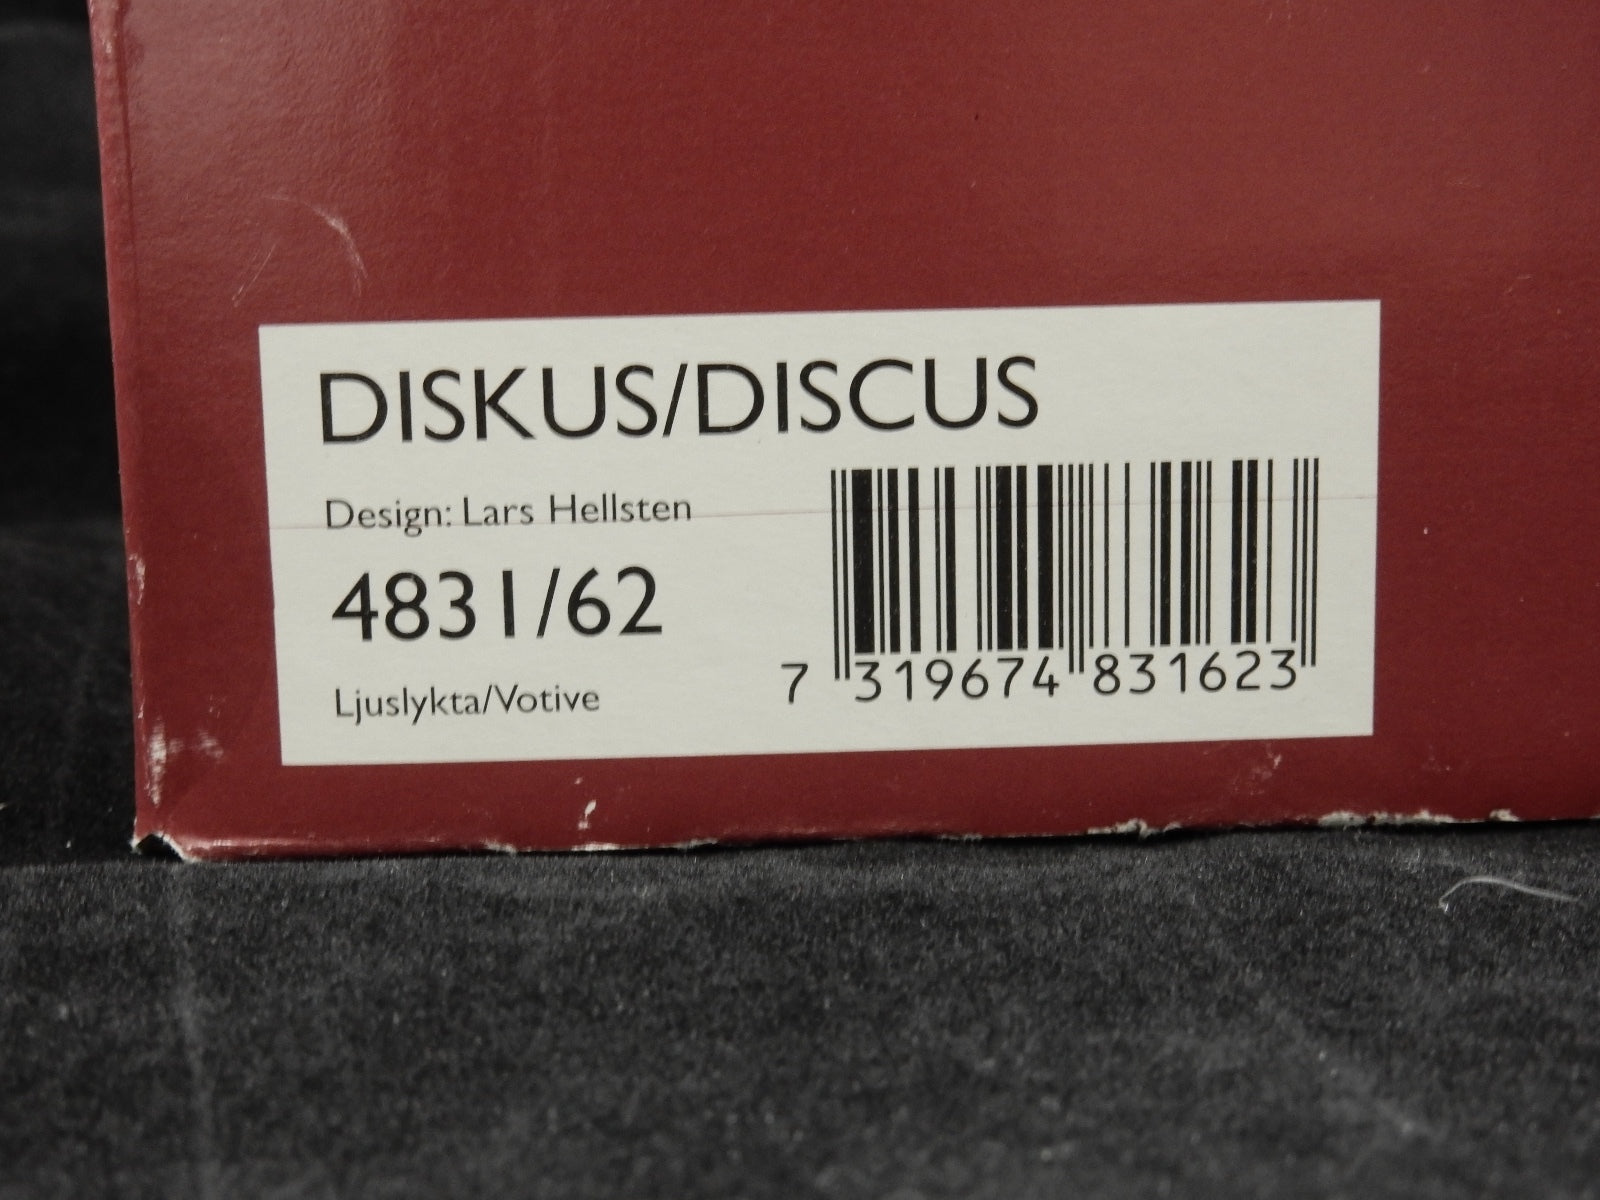 DISKUS/DISCUS
Design: Lars Hellsten
4831/62
Ljuslykta/Votive
7 319674 831623